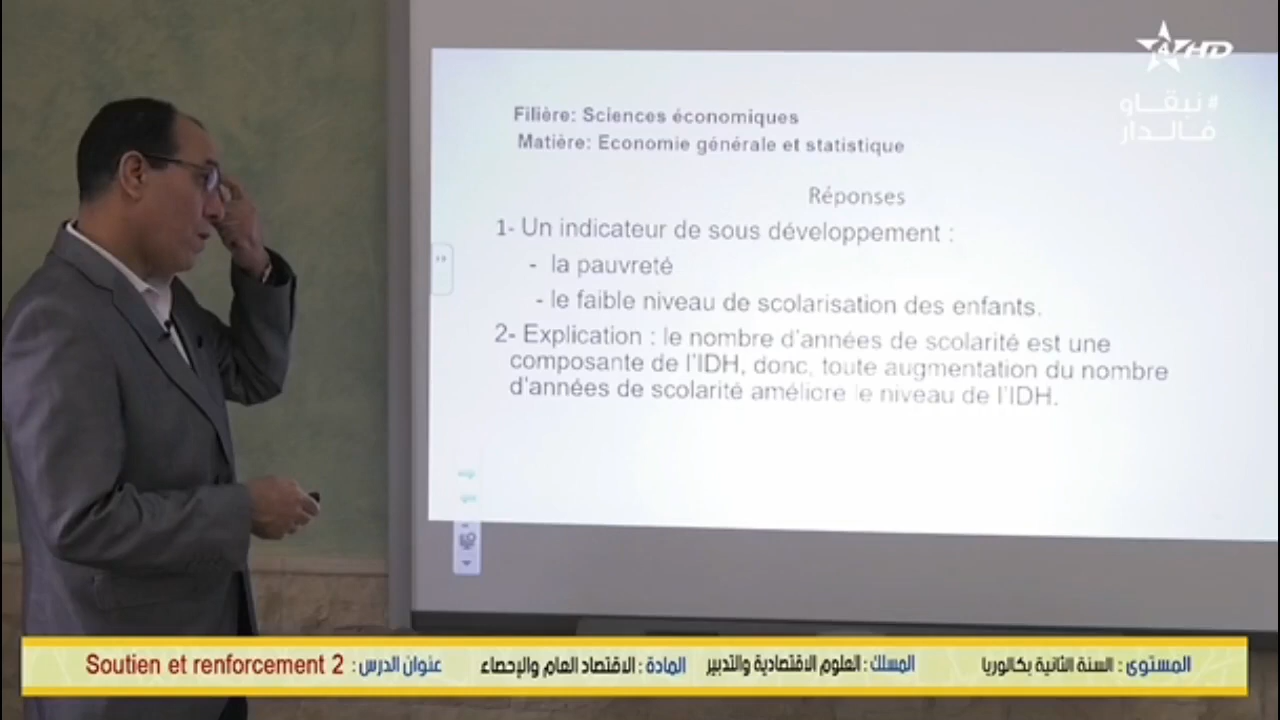 4 HD
# نبقاو
فالدار
Filière: Sciences économiques
Matière: Economie générale et statistique
Réponses
1- Un indicateur de sous développement :
- la pauvreté
- le faible niveau de scolarisation des enfants.
2- Explication : le nombre d'années de scolarité est une
composante de l'IDH, donc, toute augmentation du nombre
d'années de scolarité améliore le niveau de l'IDH.
المستوى : السنة الثانية بكالوريا المسلك : العلوم الاقتصادية والتدبير المادة : الاقتصاد العام والإحصاء عنوان الدرس : Soutien et renforcement 2